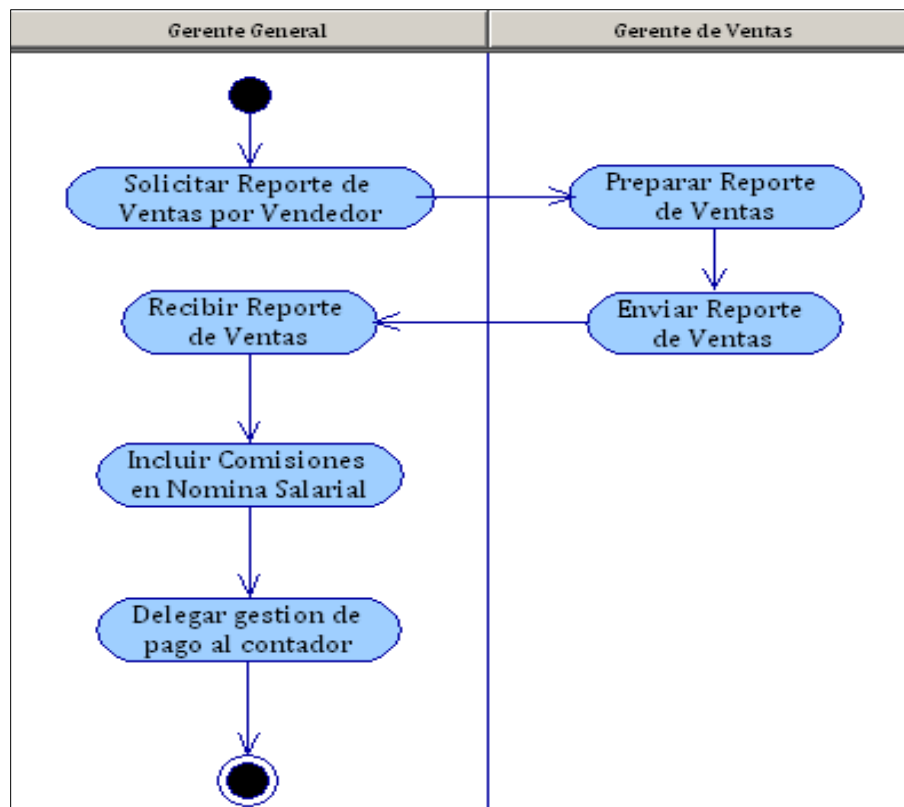 Gerente General
Gerente de Ventas
Solicitar Reporte de
Ventas por Vendedor
Preparar Reporte
de Ventas
Recibir Reporte
de Ventas
Enviar Reporte
de Ventas
Incluir Comisiones
en Nomina Salarial
Delegar gestion de
pago al contador